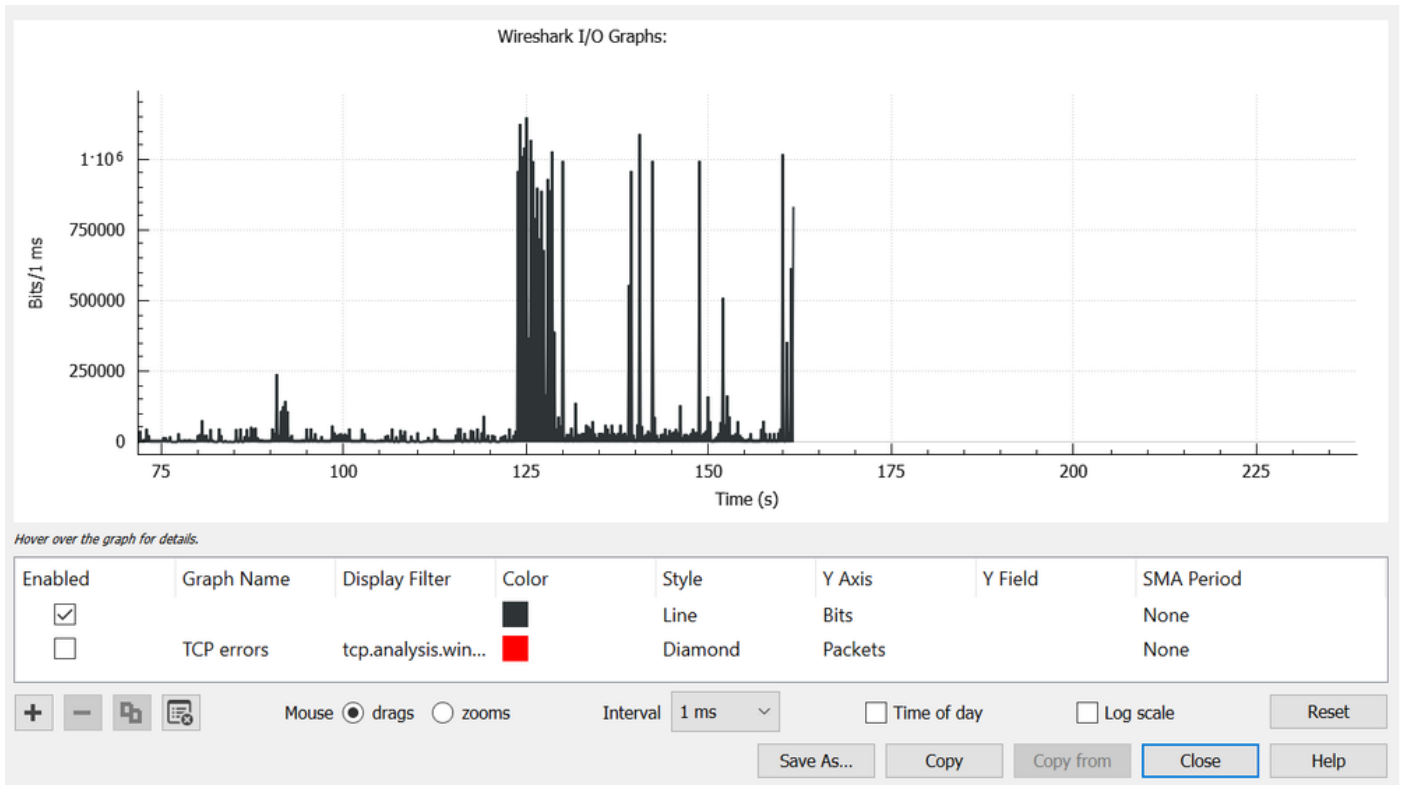 Wireshark I/O Graphs:
1·10⁶
750000
500000
250000
0
Bits/1 ms
75 100 125 150 175 200 225
Time (s)
Hover over the graph for details.
Enabled Graph Name Display Filter Color Style Y Axis Y Field SMA Period
Line Bits None
TCP errors tcp.analysis.win... Diamond Packets None
Mouse drags zooms Interval 1 ms Time of day Log scale Reset
Save As... Copy Copy from Close Help